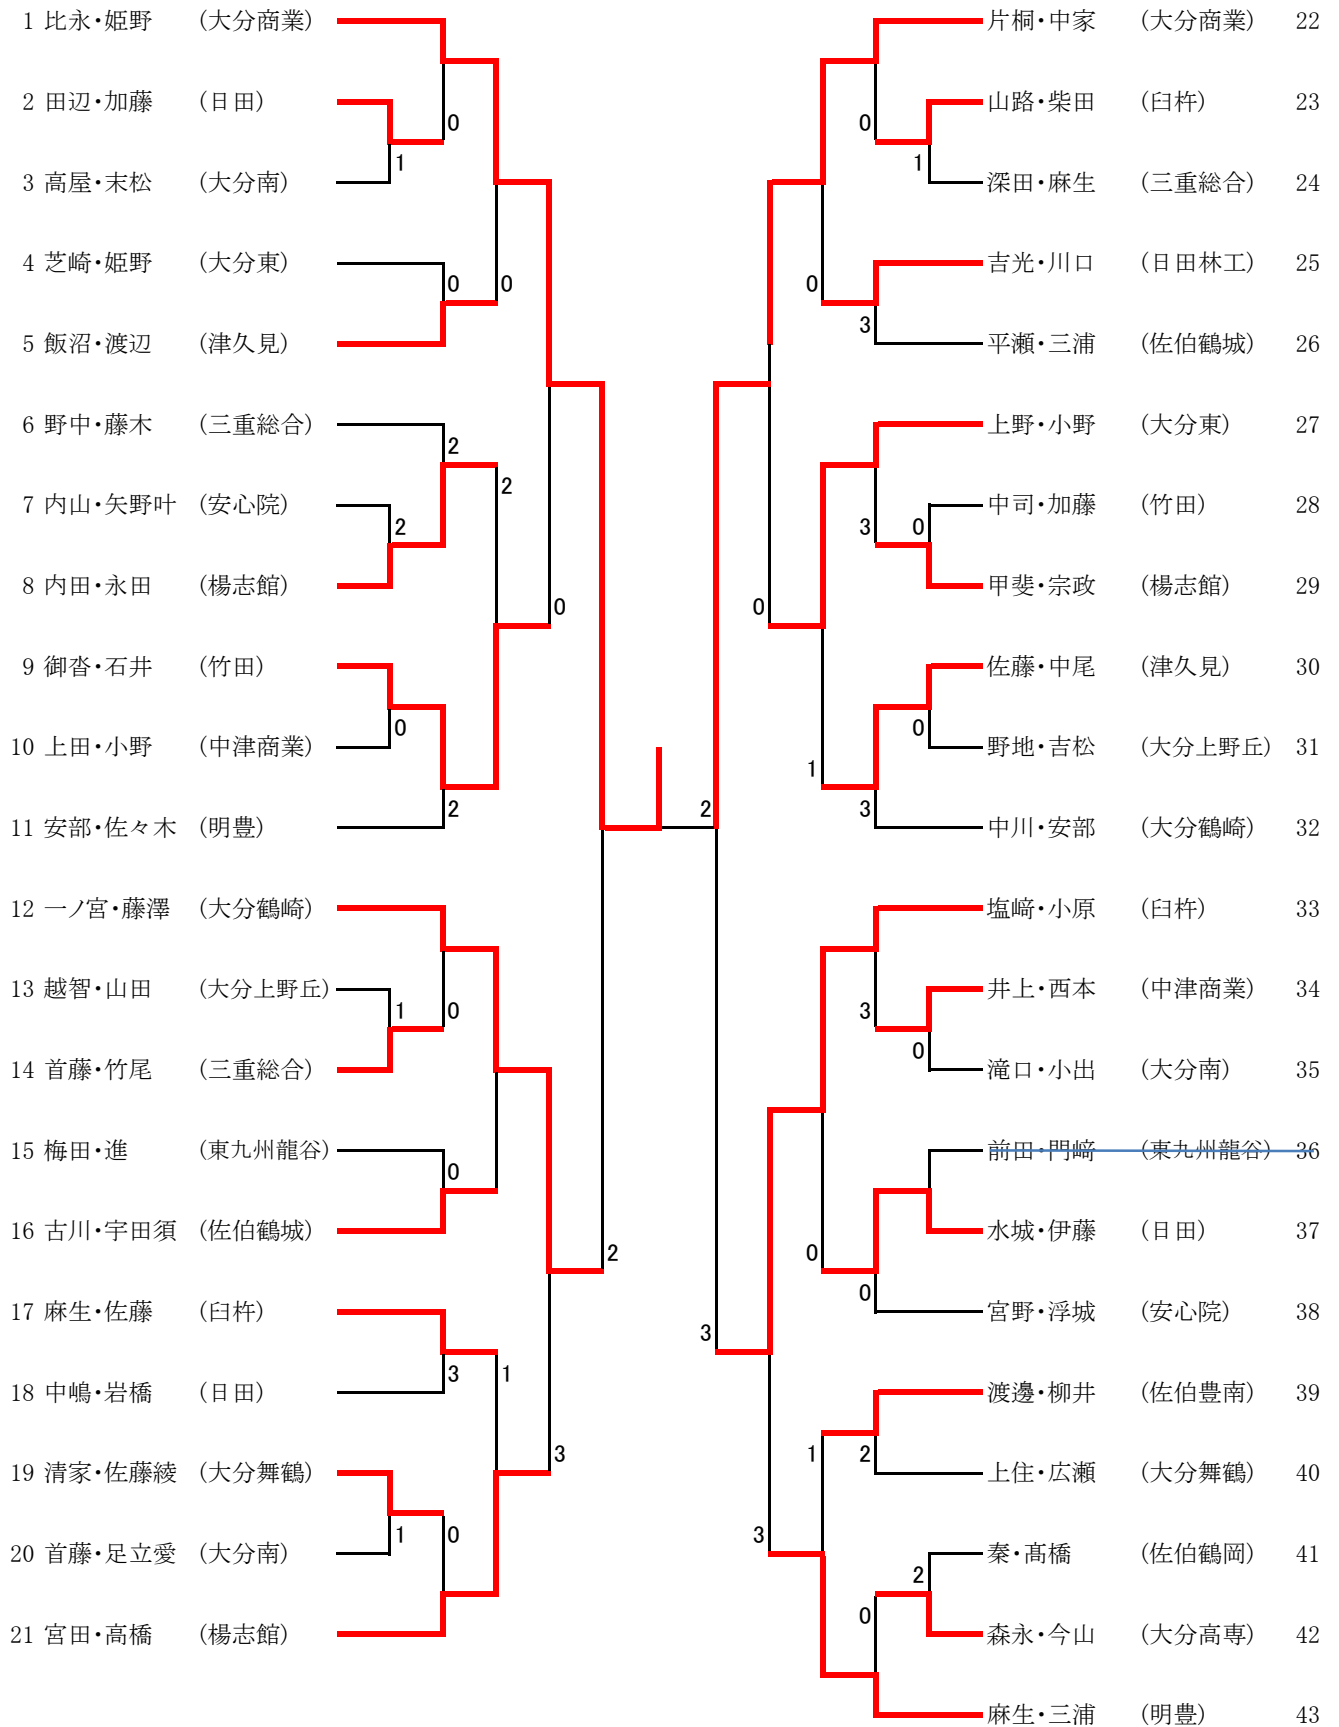 1 比永・姫野 (大分商業)
2 田辺・加藤 (日田)
0
1
3 高屋・末松 (大分南)
4 芝崎・姫野 (大分東)
0 0
5 飯沼・渡辺 (津久見)
6 野中・藤木 (三重総合)
2
2
7 内山・矢野叶 (安心院)
2
8 内田・永田 (楊志館)
0
9 御沓・石井 (竹田)
0
10 上田・小野 (中津商業)
2
11 安部・佐々木 (明豊)
12 一ノ宮・藤澤 (大分鶴崎)
13 越智・山田 (大分上野丘)
1 0
14 首藤・竹尾 (三重総合)
15 梅田・進 (東九州龍谷)
0
16 古川・宇田須 (佐伯鶴城)
2
17 麻生・佐藤 (臼杵)
3 1
18 中嶋・岩橋 (日田)
3
19 清家・佐藤綾 (大分舞鶴)
1 0
20 首藤・足立愛 (大分南)
21 宮田・高橋 (楊志館)
片桐・中家 (大分商業) 22
山路・柴田 (臼杵) 23
0
1
深田・麻生 (三重総合) 24
吉光・川口 (日田林工) 25
0
3
平瀬・三浦 (佐伯鶴城) 26
上野・小野 (大分東) 27
中司・加藤 (竹田) 28
3 0
甲斐・宗政 (楊志館) 29
0
佐藤・中尾 (津久見) 30
0
野地・吉松 (大分上野丘) 31
1
2 3
中川・安部 (大分鶴崎) 32
塩﨑・小原 (臼杵) 33
井上・西本 (中津商業) 34
3
0
滝口・小出 (大分南) 35
前田・門﨑 (東九州龍谷) 36
水城・伊藤 (日田) 37
0
0
宮野・浮城 (安心院) 38
3
渡邊・柳井 (佐伯豊南) 39
1 2
上住・広瀬 (大分舞鶴) 40
3
秦・髙橋 (佐伯鶴岡) 41
2
0
森永・今山 (大分高専) 42
麻生・三浦 (明豊) 43